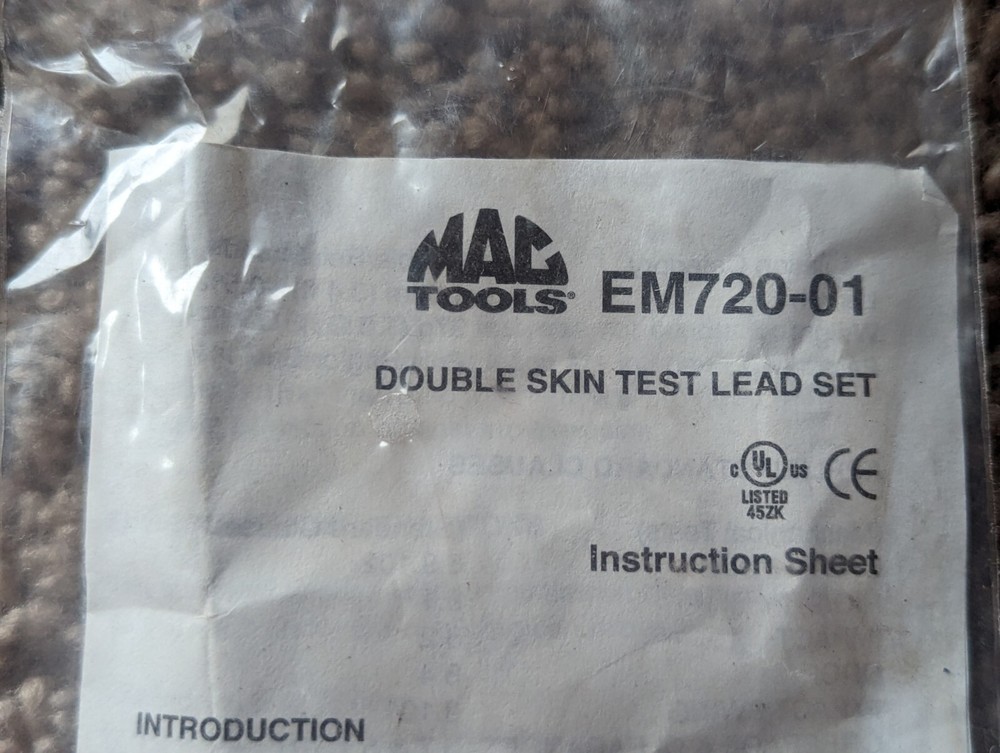 MAC
TOOLS® EM720-01
DOUBLE SKIN TEST LEAD SET
C UL US CE
LISTED
45ZK
Instruction Sheet
INTRODUCTION